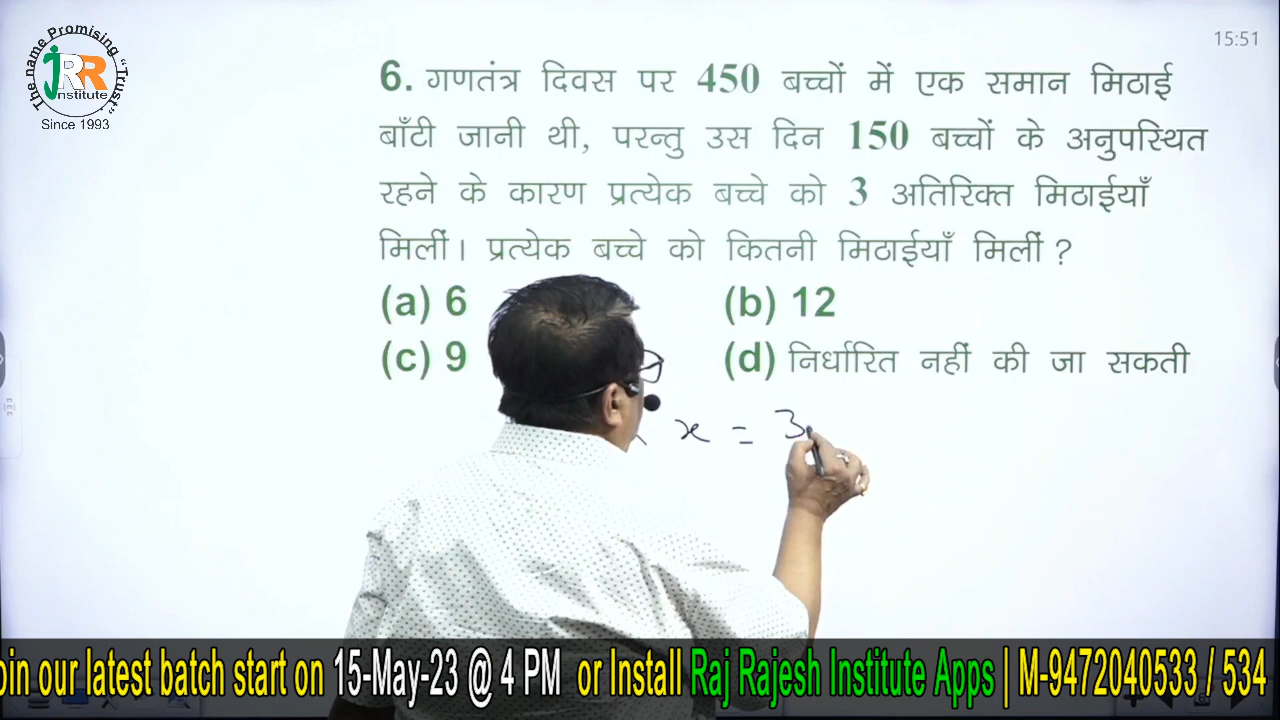 The name Promising "Trust"
JRR
institute
Since 1993
15:51
6. गणतंत्र दिवस पर 450 बच्चों में एक समान मिठाई
बाँटी जानी थी, परन्तु उस दिन 150 बच्चों के अनुपस्थित
रहने के कारण प्रत्येक बच्चे को 3 अतिरिक्त मिठाईयाँ
मिलीं। प्रत्येक बच्चे को कितनी मिठाईयाँ मिलीं ?
(a) 6 (b) 12
(c) 9 (d) निर्धारित नहीं की जा सकती
x = 3
oin our latest batch start on 15-May-23 @ 4 PM or Install Raj Rajesh Institute Apps | M-9472040533 / 534